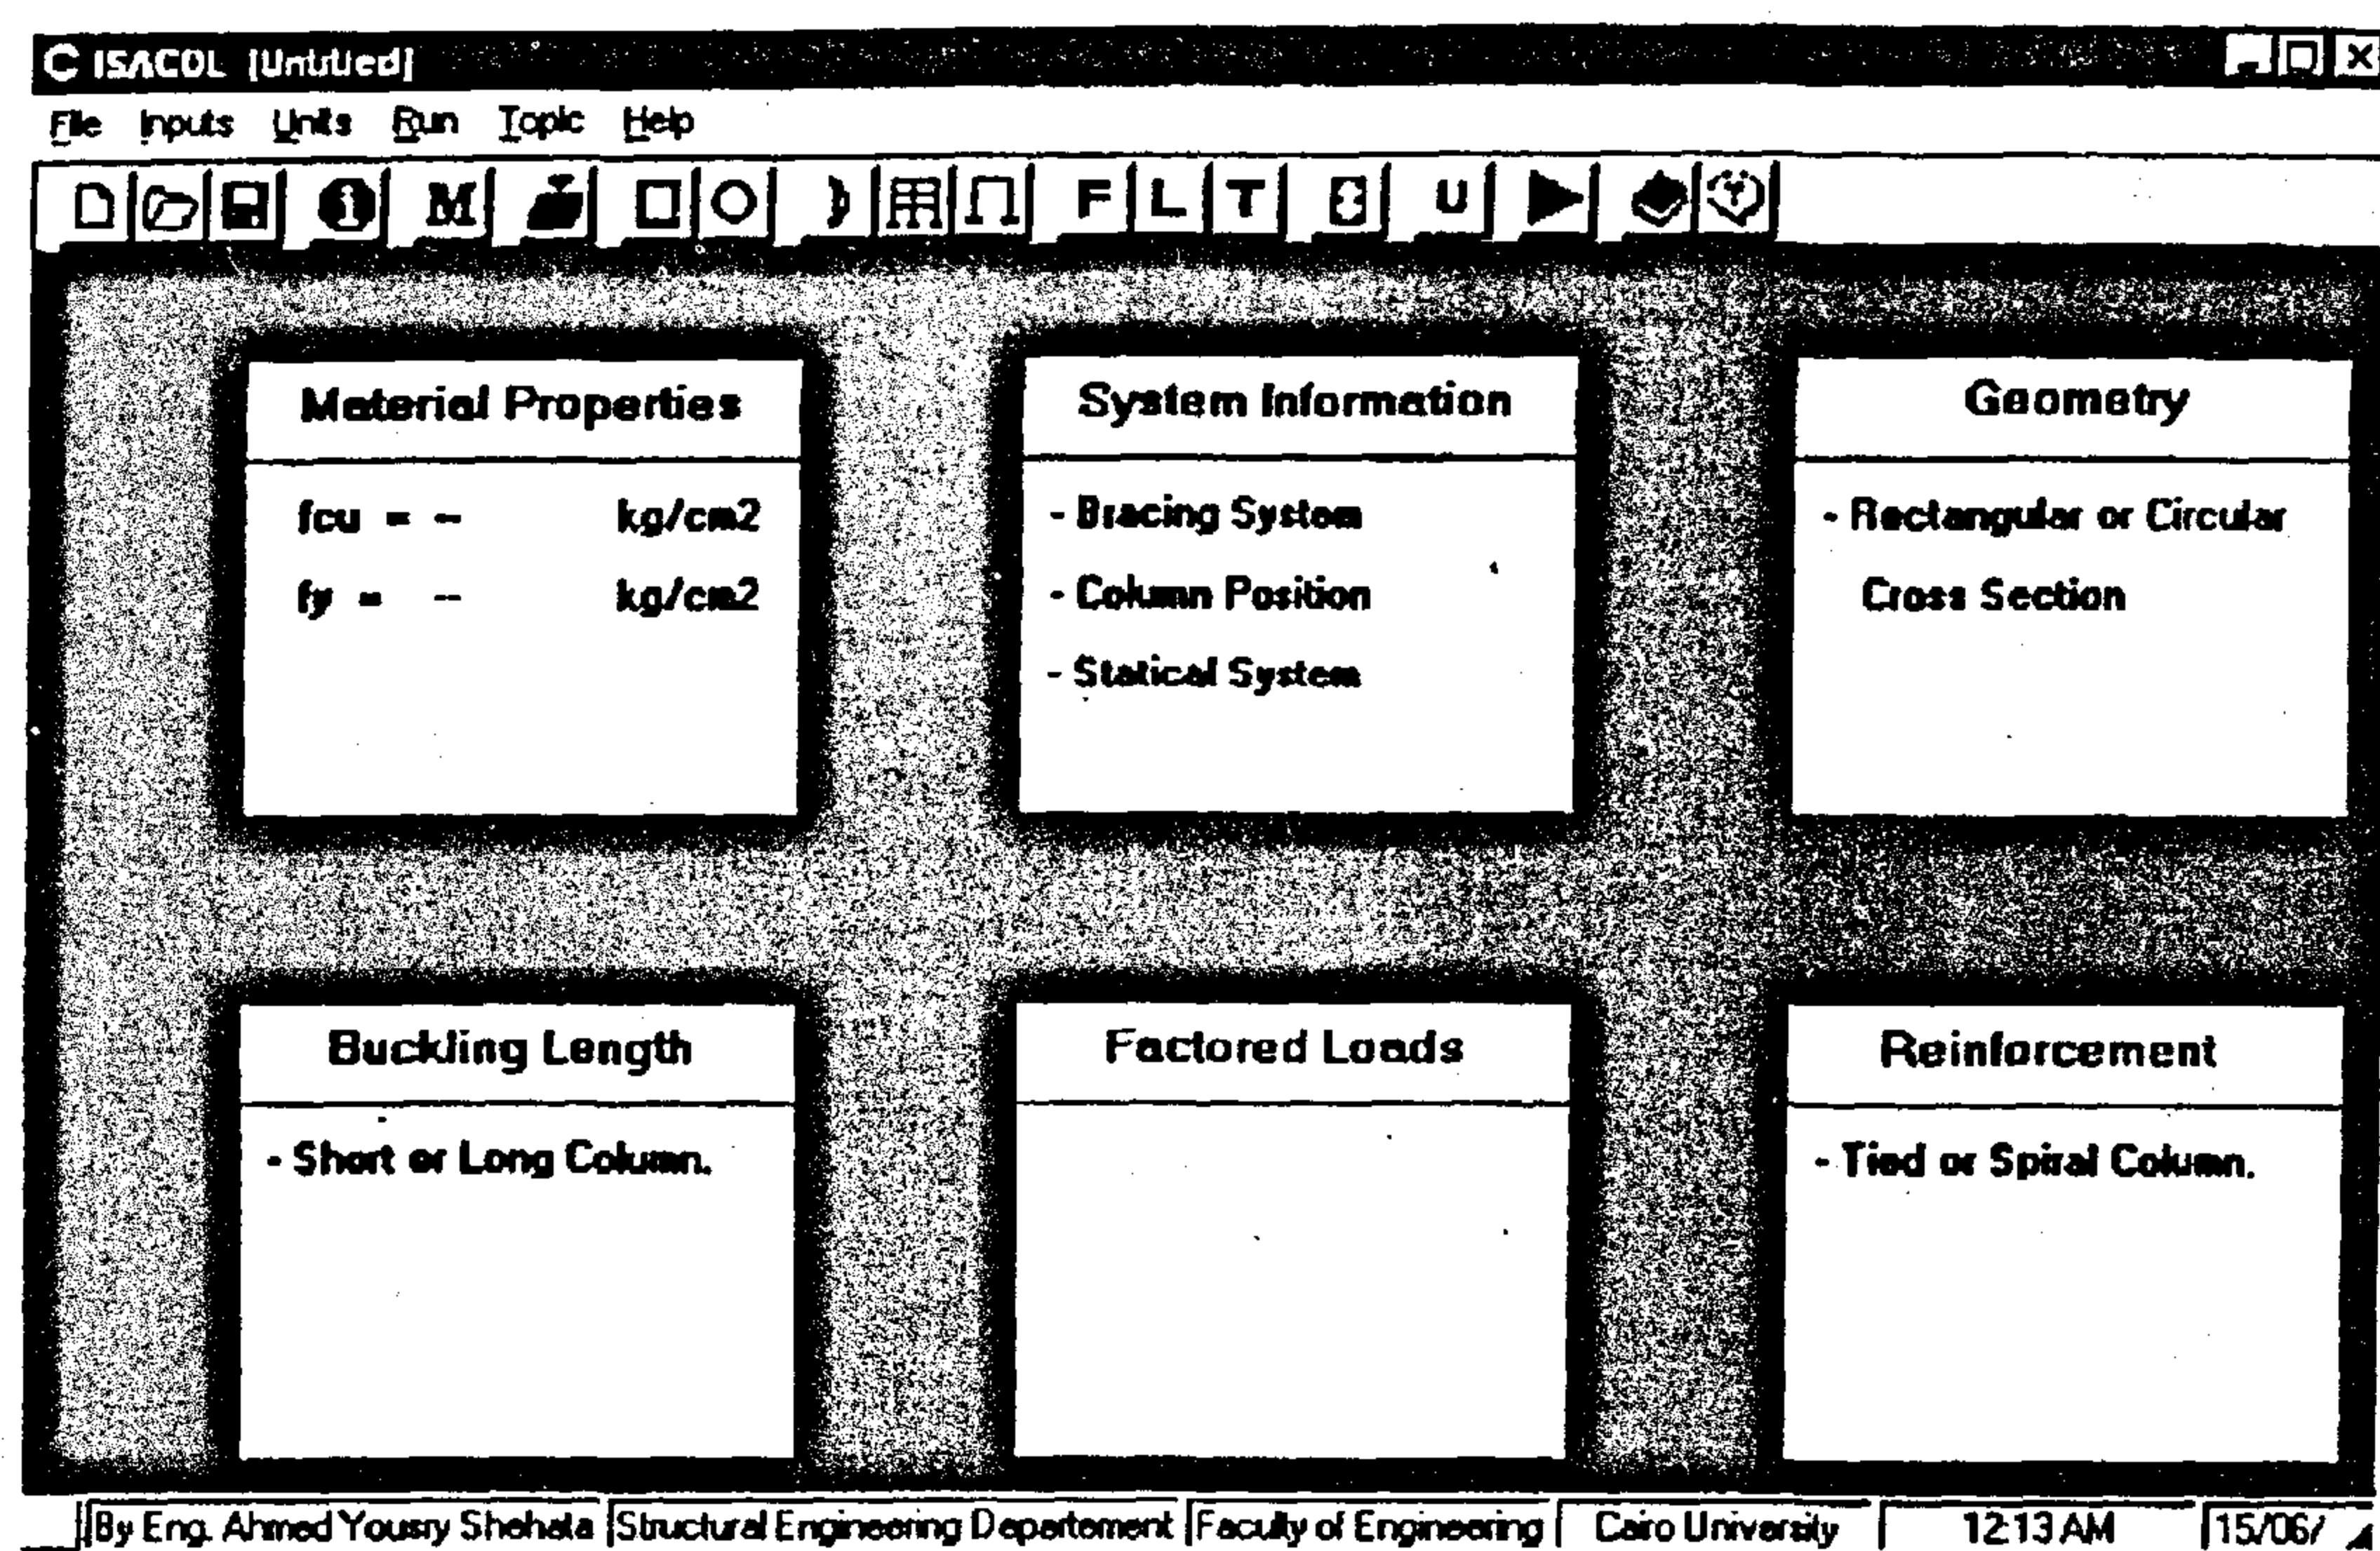 C ISACOL [Untitled]
File Inputs Units Run Topic Help
M F L T U
Material Properties
fcu = -- kg/cm2
fy = -- kg/cm2
System Information
- Bracing System
- Column Position
- Statical System
Geometry
- Rectangular or Circular
Cross Section
Buckling Length
- Short or Long Column.
Factored Loads
Reinforcement
- Tied or Spiral Column.
By Eng. Ahmed Yousry Shehata Structural Engineering Departement Faculty of Engineering Cairo University 12:13 AM 15/06/